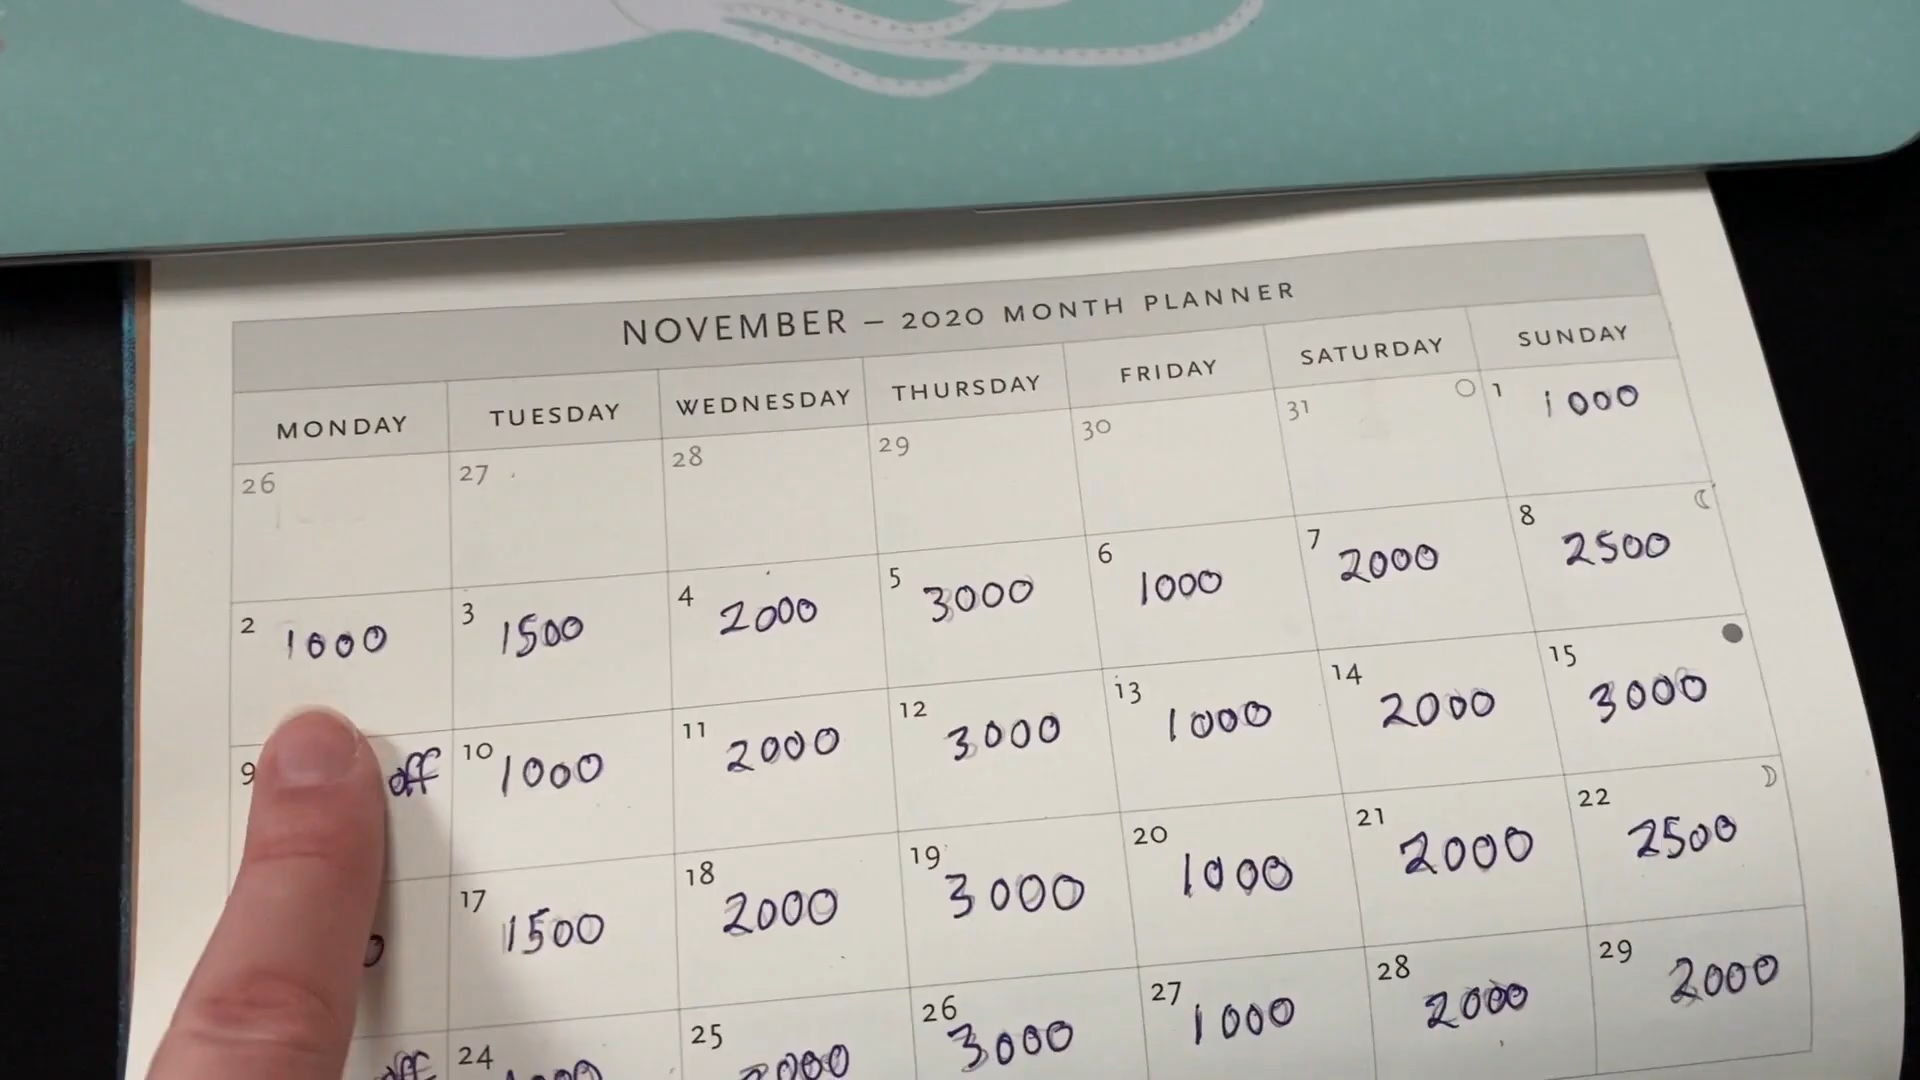 NOVEMBER – 2020 MONTH PLANNER
MONDAY TUESDAY WEDNESDAY THURSDAY FRIDAY SATURDAY SUNDAY
26 27 28 29 30 31 1 1000
2 1000 3 1500 4 2000 5 3000 6 1000 7 2000 8 2500
9 off 10 1000 11 2000 12 3000 13 1000 14 2000 15 3000
17 1500 18 2000 19 3000 20 1000 21 2000 22 2500
off 24 25 2000 26 3000 27 1000 28 2000 29 2000